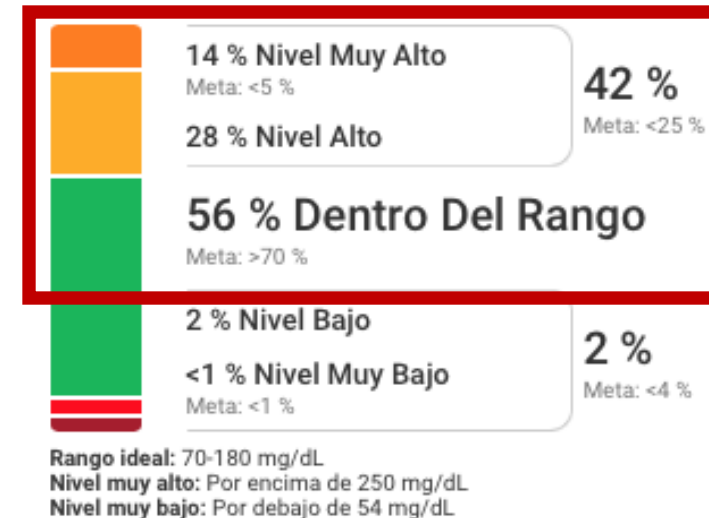 14 % Nivel Muy Alto
Meta: <5 %
28 % Nivel Alto
42 %
Meta: <25 %
56 % Dentro Del Rango
Meta: >70 %
2 % Nivel Bajo
<1 % Nivel Muy Bajo
Meta: <1 %
2 %
Meta: <4 %
Rango ideal: 70-180 mg/dL
Nivel muy alto: Por encima de 250 mg/dL
Nivel muy bajo: Por debajo de 54 mg/dL